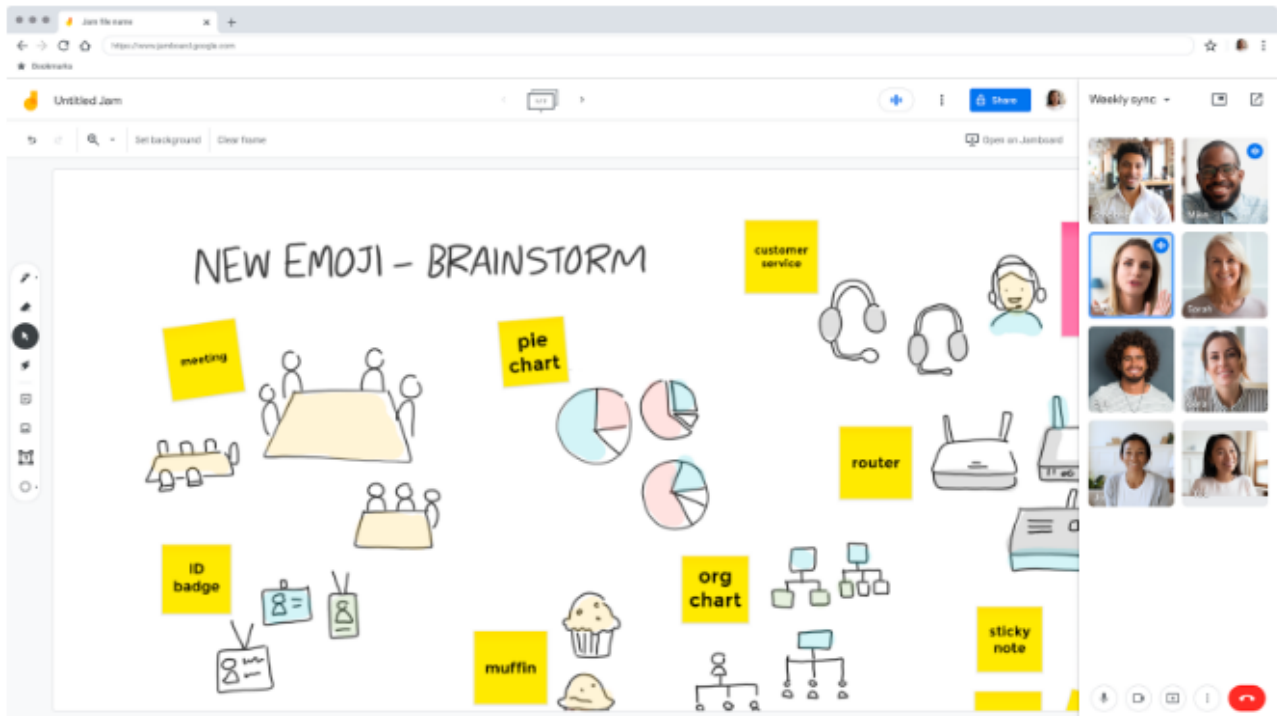 Jam file name
https://www.jamboard.google.com
Bookmarks
Untitled Jam
Share
Weekly sync
Set background
Clear frame
Open on Jamboard
NEW EMOJI – BRAINSTORM
customer
service
meeting
pie
chart
router
ID
badge
org
chart
muffin
sticky
note
Mike
Sarah